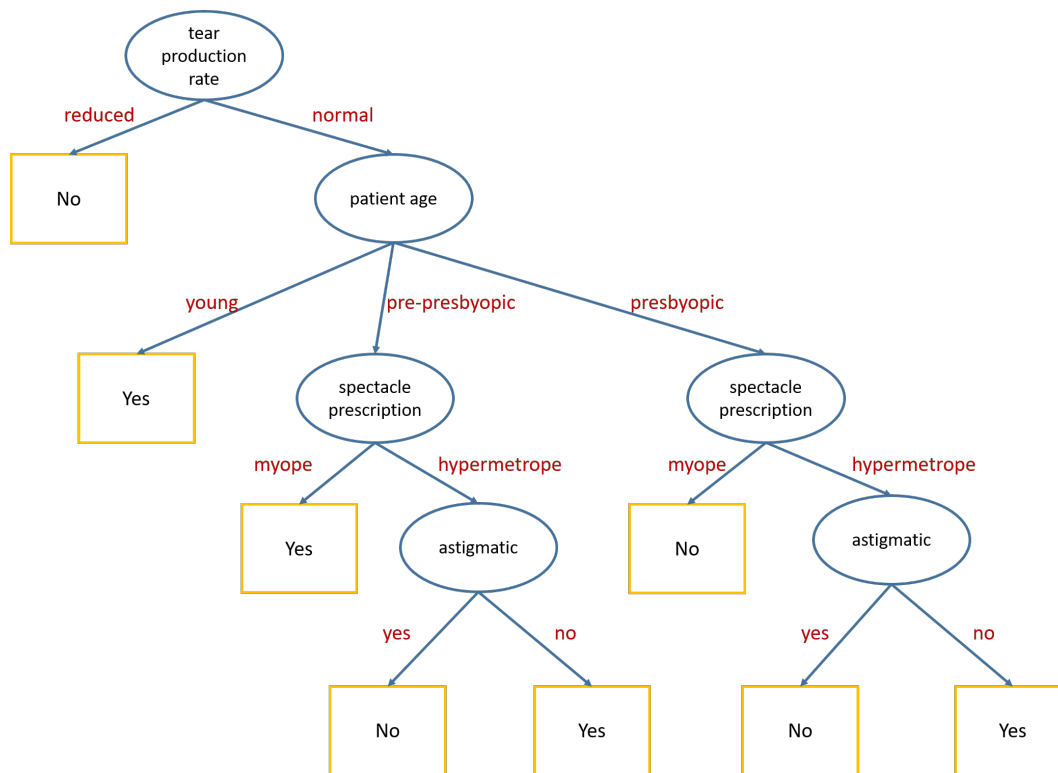 tear
production
rate
reduced
normal
No
patient age
young
pre-presbyopic
presbyopic
Yes
spectacle
prescription
spectacle
prescription
myope
hypermetrope
myope
hypermetrope
Yes
astigmatic
No
astigmatic
yes
no
yes
no
No
Yes
No
Yes